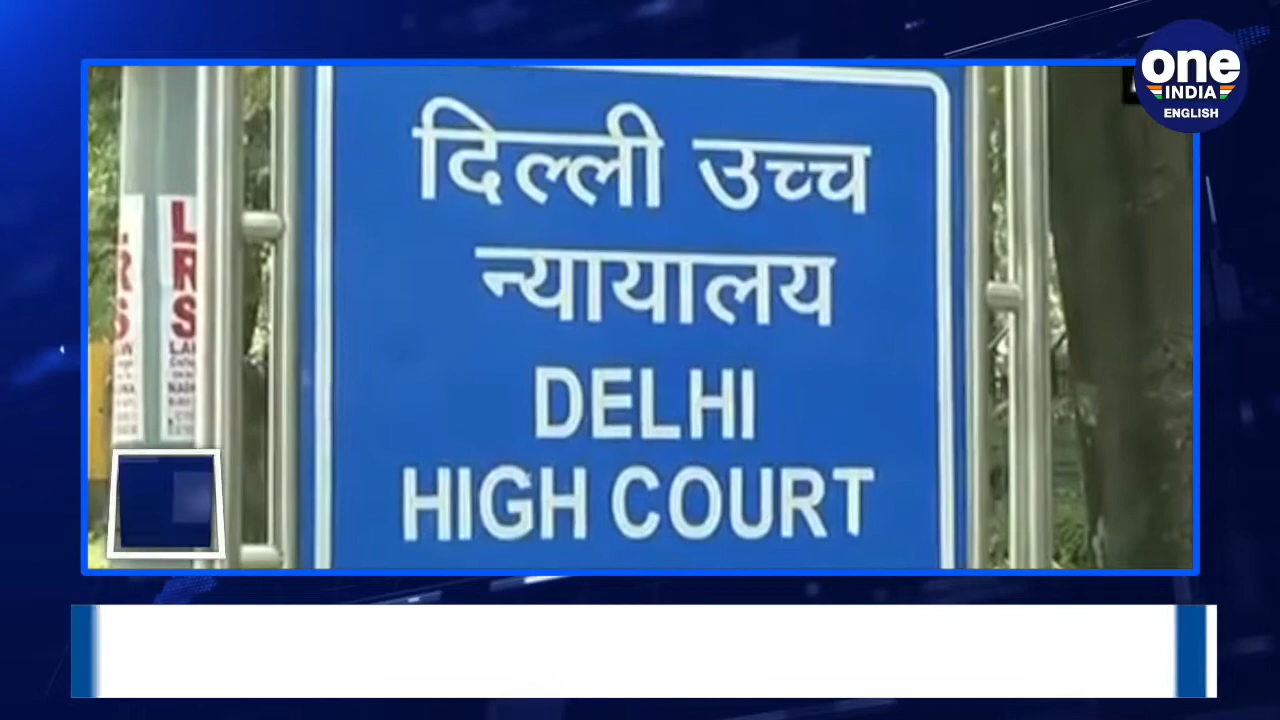 one
INDIA
ENGLISH
दिल्ली उच्च
न्यायालय
DELHI
HIGH COURT
L
R
S